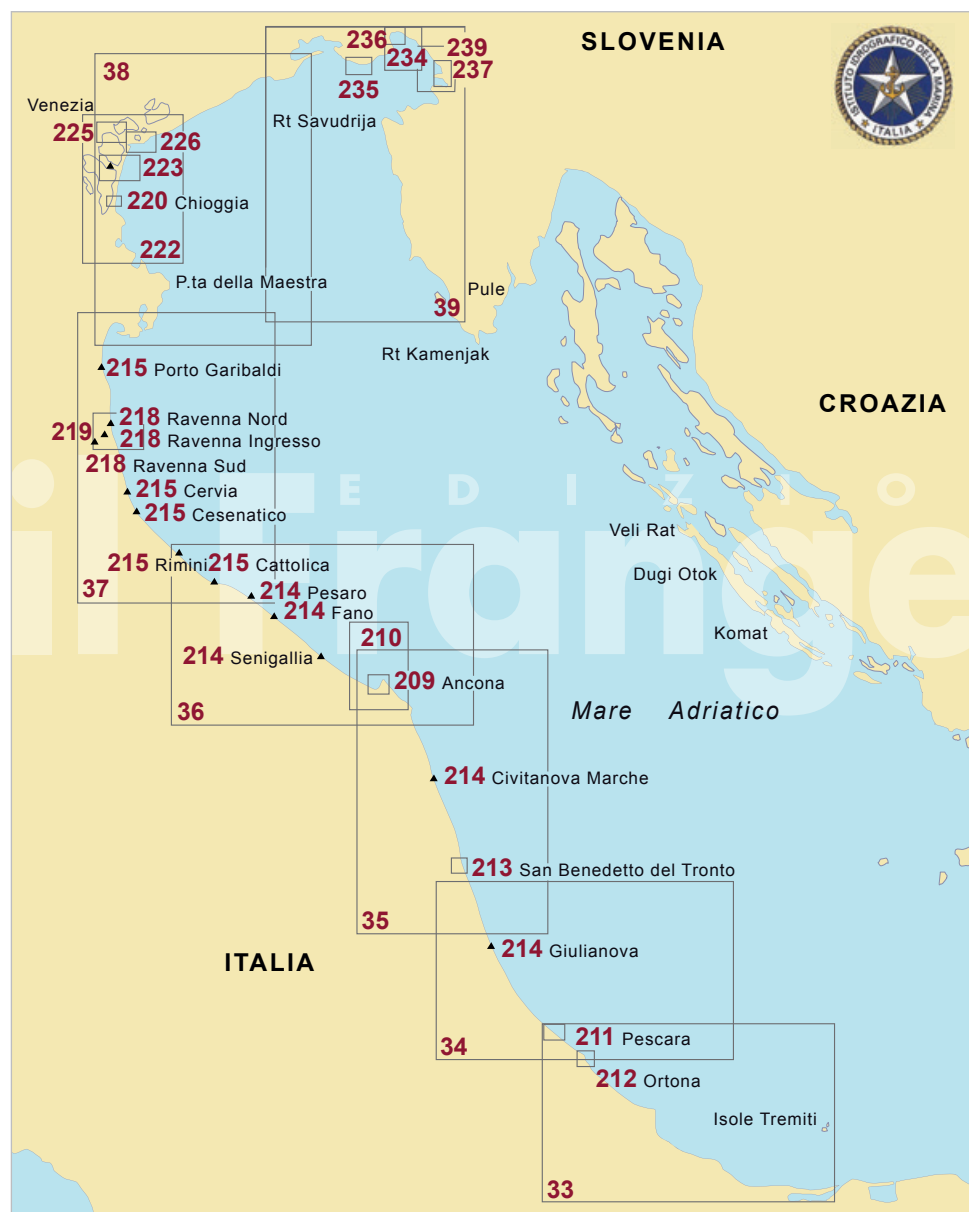 236
239
SLOVENIA
234
237
235
38
ISTITUTO IDROGRAFICO DELLA MARINA
★ ITALIA ★
Venezia
Rt Savudrija
225
226
223
220 Chioggia
222
P.ta della Maestra
Pule
39
Rt Kamenjak
215 Porto Garibaldi
CROAZIA
218 Ravenna Nord
219
218 Ravenna Ingresso
218 Ravenna Sud
EDIZIO
215 Cervia
215 Cesenatico
il Frange
Veli Rat
215 Rimini
215 Cattolica
Dugi Otok
37
214 Pesaro
214 Fano
Komat
210
214 Senigallia
209 Ancona
36
Mare Adriatico
214 Civitanova Marche
213 San Benedetto del Tronto
35
214 Giulianova
ITALIA
34
211 Pescara
212 Ortona
Isole Tremiti
33